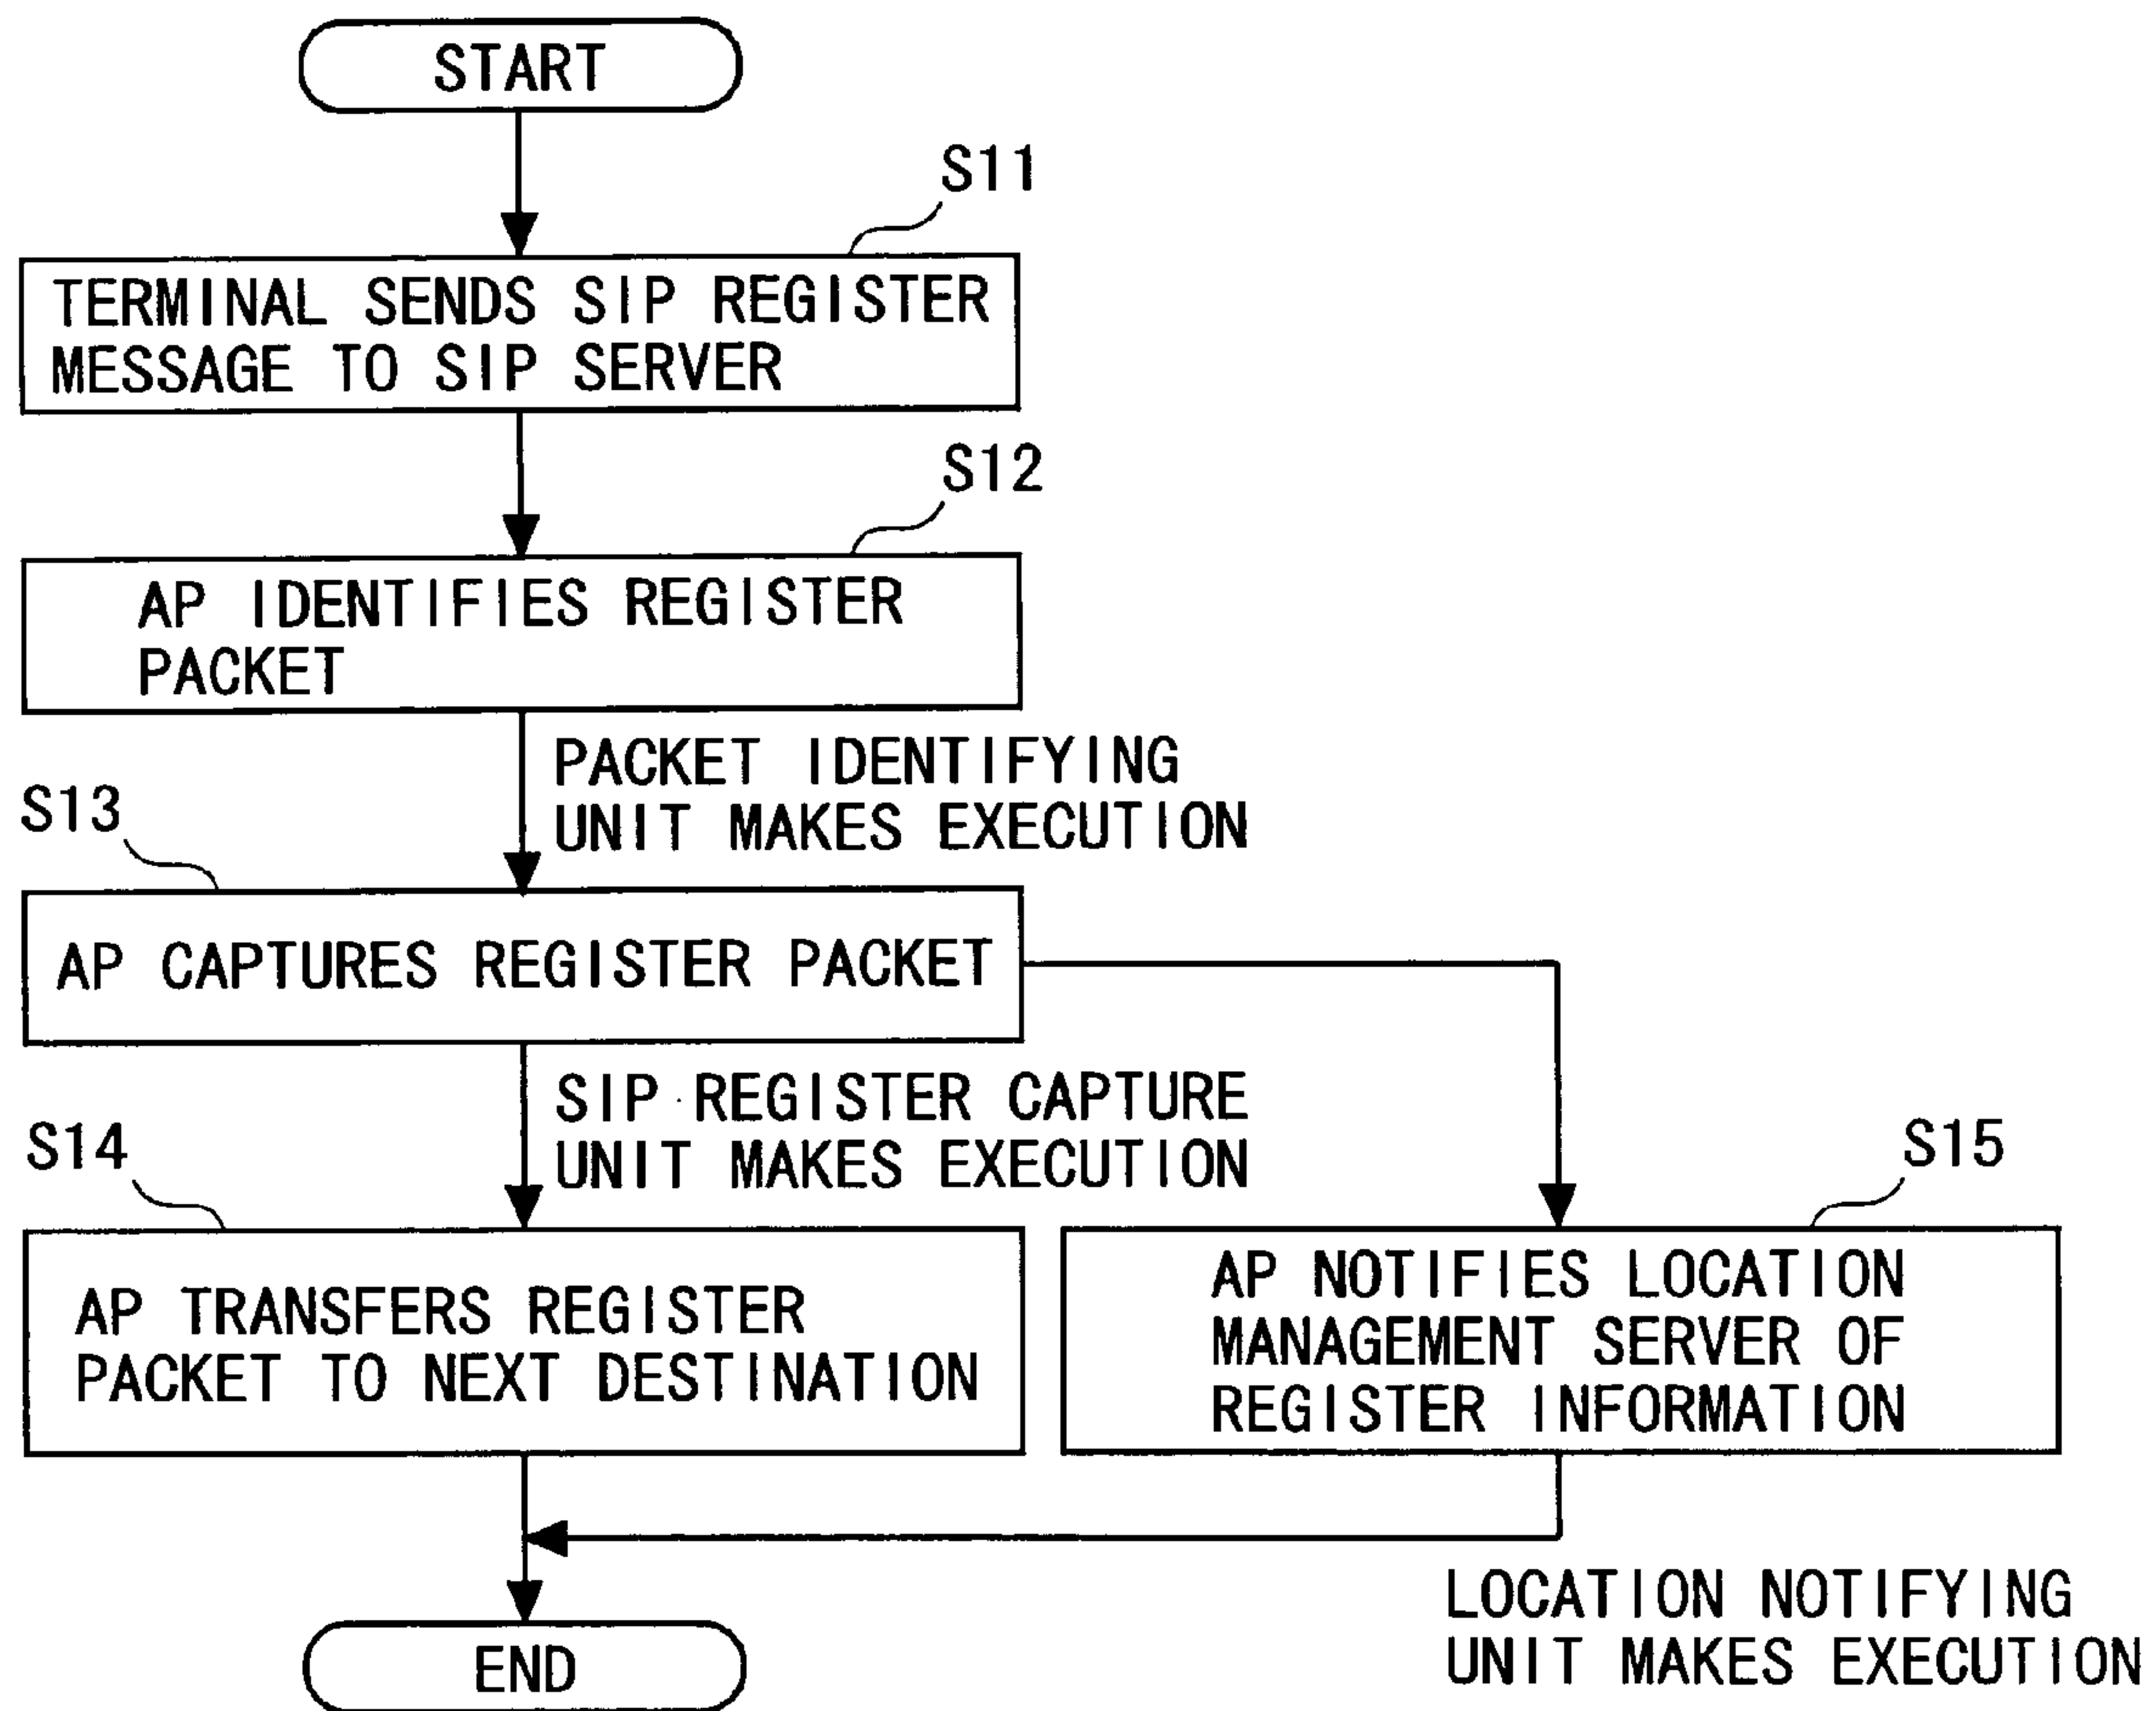 START
S11
TERMINAL SENDS SIP REGISTER
MESSAGE TO SIP SERVER
S12
AP IDENTIFIES REGISTER
PACKET
PACKET IDENTIFYING
UNIT MAKES EXECUTION
S13
AP CAPTURES REGISTER PACKET
SIP REGISTER CAPTURE
UNIT MAKES EXECUTION
S14
AP TRANSFERS REGISTER
PACKET TO NEXT DESTINATION
S15
AP NOTIFIES LOCATION
MANAGEMENT SERVER OF
REGISTER INFORMATION
LOCATION NOTIFYING
UNIT MAKES EXECUTION
END